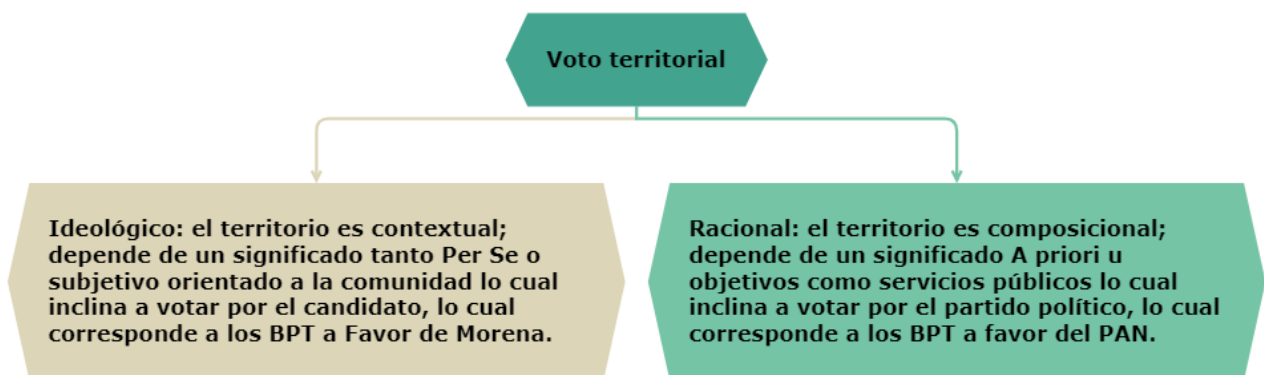 Voto territorial
Ideológico: el territorio es contextual;
depende de un significado tanto Per Se o
subjetivo orientado a la comunidad lo cual
inclina a votar por el candidato, lo cual
corresponde a los BPT a Favor de Morena.
Racional: el territorio es composicional;
depende de un significado A priori u
objetivos como servicios públicos lo cual
inclina a votar por el partido político, lo cual
corresponde a los BPT a favor del PAN.